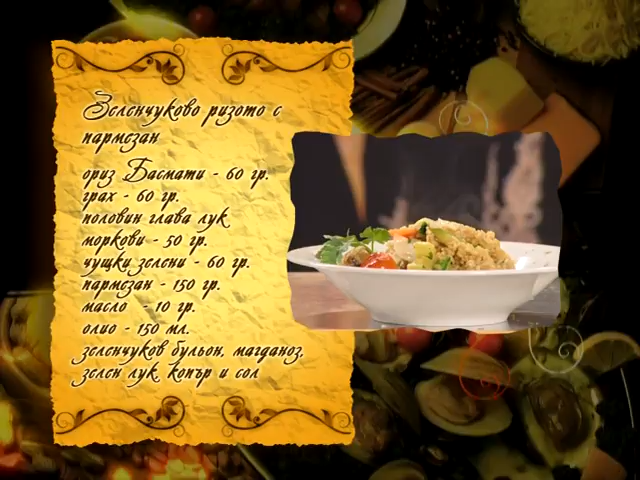 Зеленчуково ризото с
пармезан
ориз Басмати - 60 гр.
грах - 60 гр.
половин глава лук
моркови - 50 гр.
чушки зелени - 60 гр.
пармезан - 150 гр.
масло - 10 гр.
олио - 150 мл.
зеленчуков бульон, магданоз,
зелен лук, копър и сол